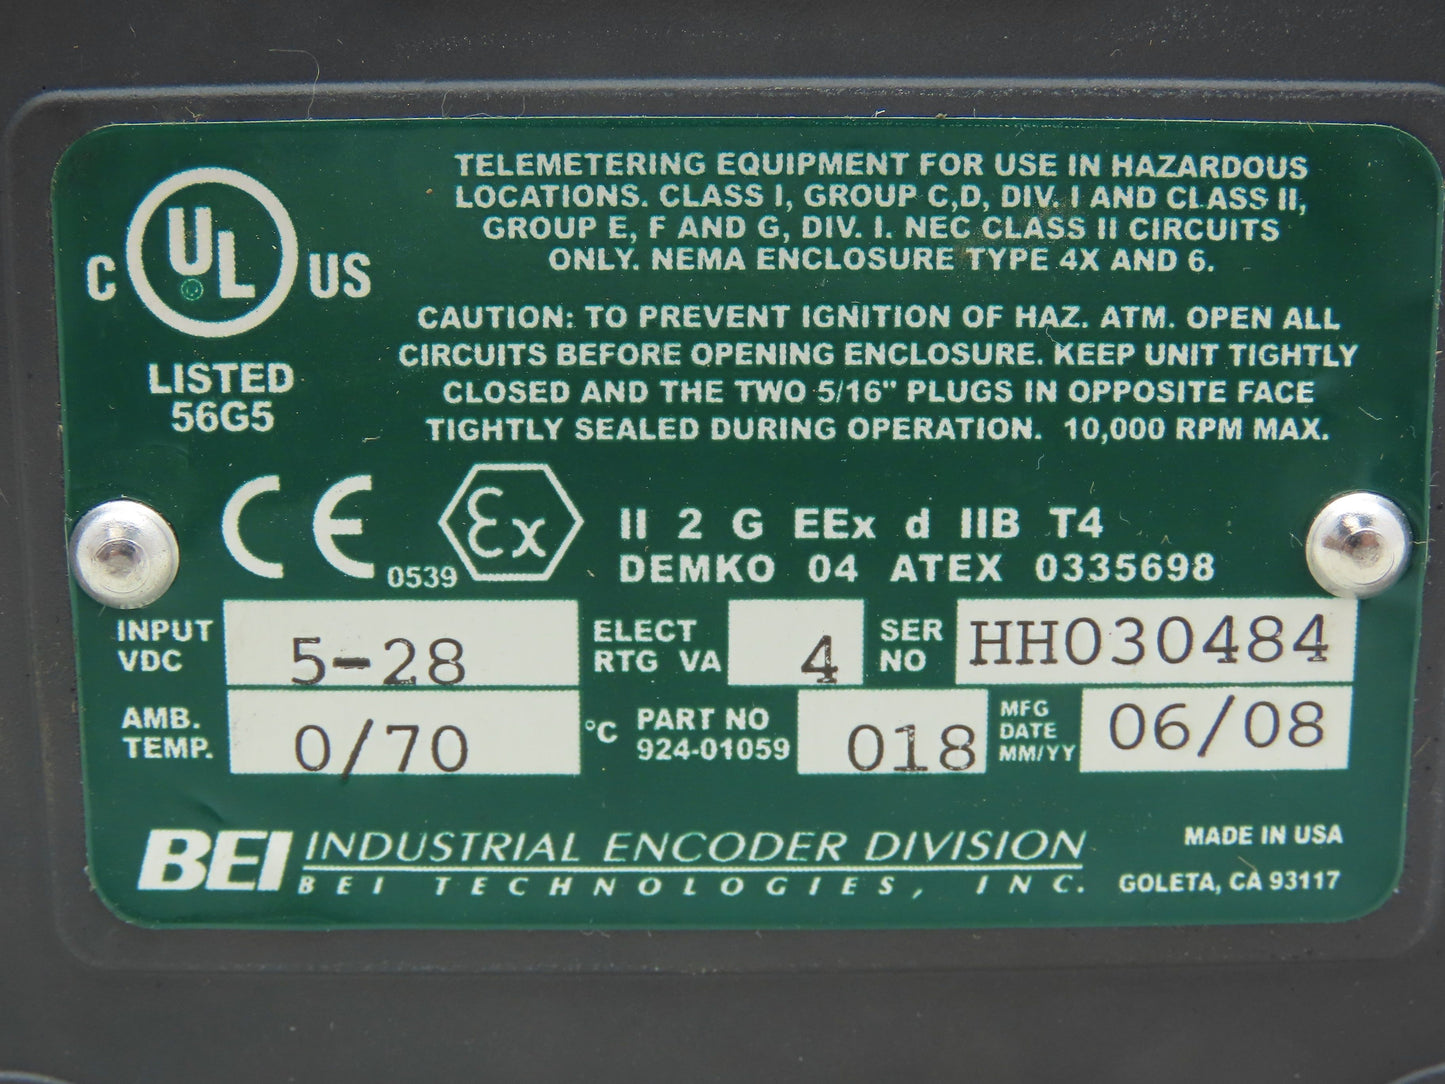 TELEMETERING EQUIPMENT FOR USE IN HAZARDOUS
LOCATIONS. CLASS I, GROUP C,D, DIV. I AND CLASS II,
GROUP E, F AND G, DIV. I. NEC CLASS II CIRCUITS
ONLY. NEMA ENCLOSURE TYPE 4X AND 6.
C UL US
LISTED
56G5
CAUTION: TO PREVENT IGNITION OF HAZ. ATM. OPEN ALL
CIRCUITS BEFORE OPENING ENCLOSURE. KEEP UNIT TIGHTLY
CLOSED AND THE TWO 5/16" PLUGS IN OPPOSITE FACE
TIGHTLY SEALED DURING OPERATION. 10,000 RPM MAX.
CE 0539 Ex
II 2 G EEx d IIB T4
DEMKO 04 ATEX 0335698
INPUT VDC 5-28 ELECT RTG VA 4 SER NO HH030484
AMB. TEMP. 0/70 °C PART NO 924-01059 018 MFG DATE MM/YY 06/08
BEI INDUSTRIAL ENCODER DIVISION
BEI TECHNOLOGIES, INC.
MADE IN USA
GOLETA, CA 93117